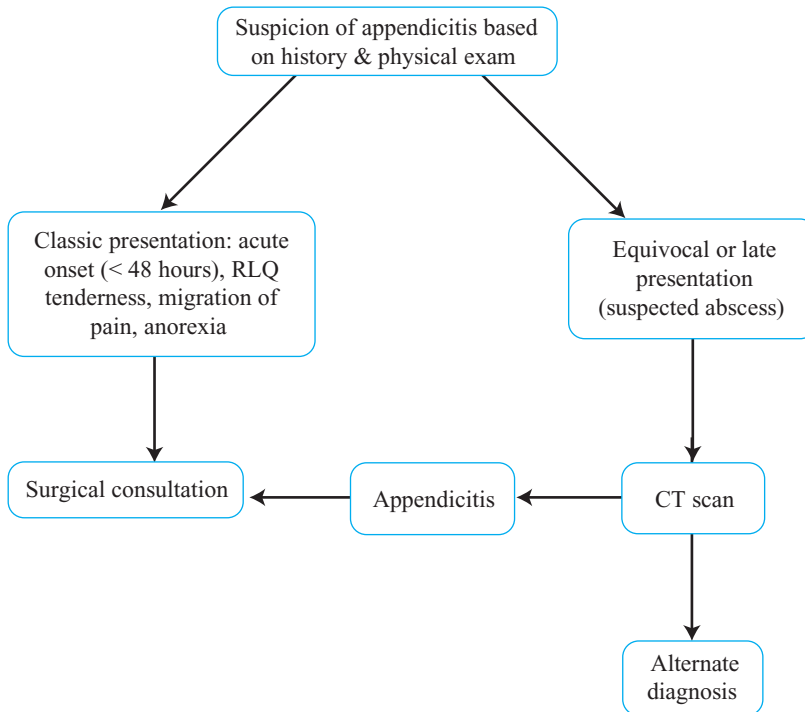 Suspicion of appendicitis based
on history & physical exam
Classic presentation: acute
onset (< 48 hours), RLQ
tenderness, migration of
pain, anorexia
Equivocal or late
presentation
(suspected abscess)
Surgical consultation
Appendicitis
CT scan
Alternate
diagnosis